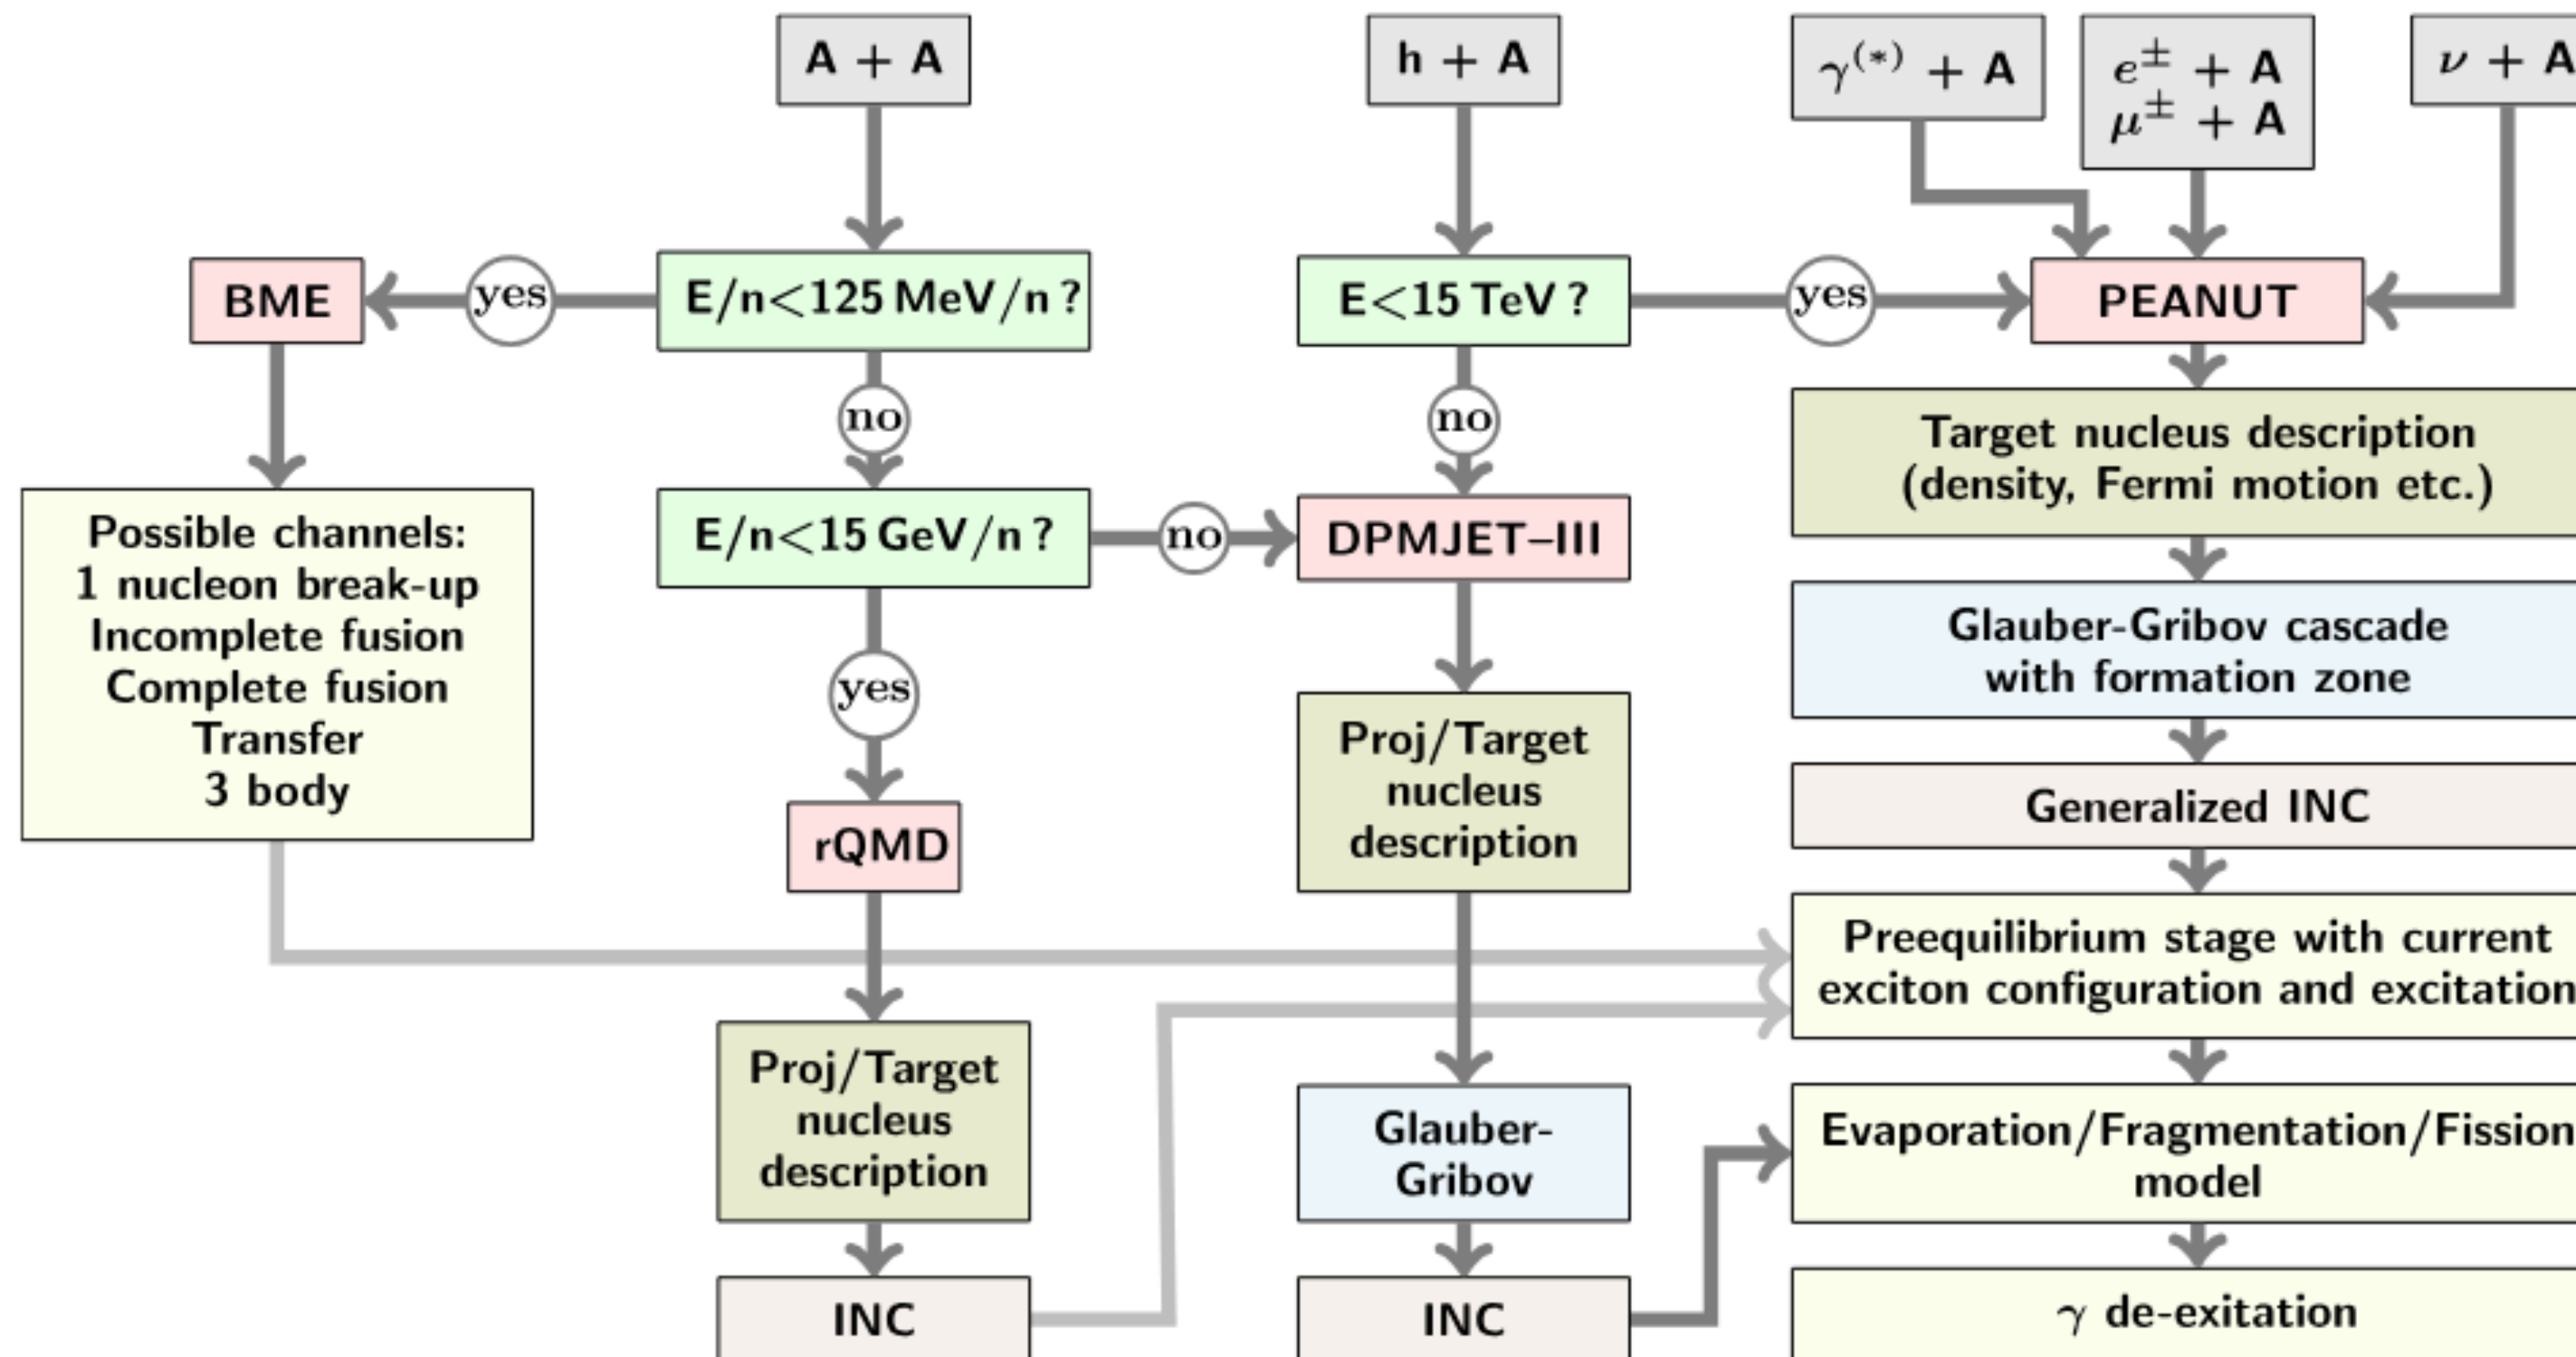 A + A
h + A
γ(*) + A
e± + A
μ± + A
ν + A
BME
yes
E/n<125 MeV/n ?
E<15 TeV ?
yes
PEANUT
no
no
Target nucleus description
(density, Fermi motion etc.)
Possible channels:
1 nucleon break-up
Incomplete fusion
Complete fusion
Transfer
3 body
E/n<15 GeV/n ?
no
DPMJET–III
Glauber-Gribov cascade
with formation zone
yes
Proj/Target
nucleus
description
Generalized INC
rQMD
Preequilibrium stage with current
exciton configuration and excitation
Proj/Target
nucleus
description
Glauber-
Gribov
Evaporation/Fragmentation/Fission
model
INC
INC
γ de-exitation